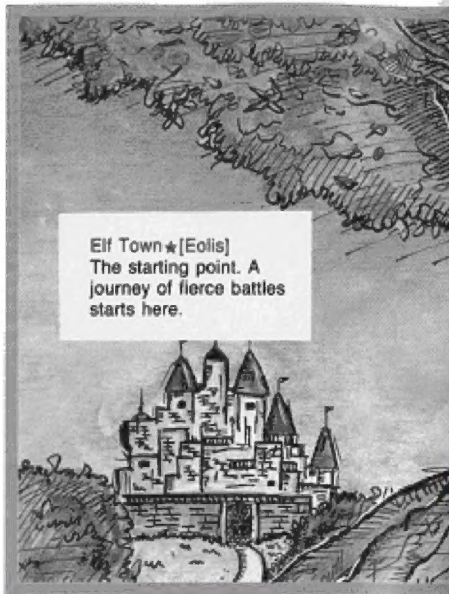 Elf Town★[Eolis]
The starting point. A
journey of fierce battles
starts here.